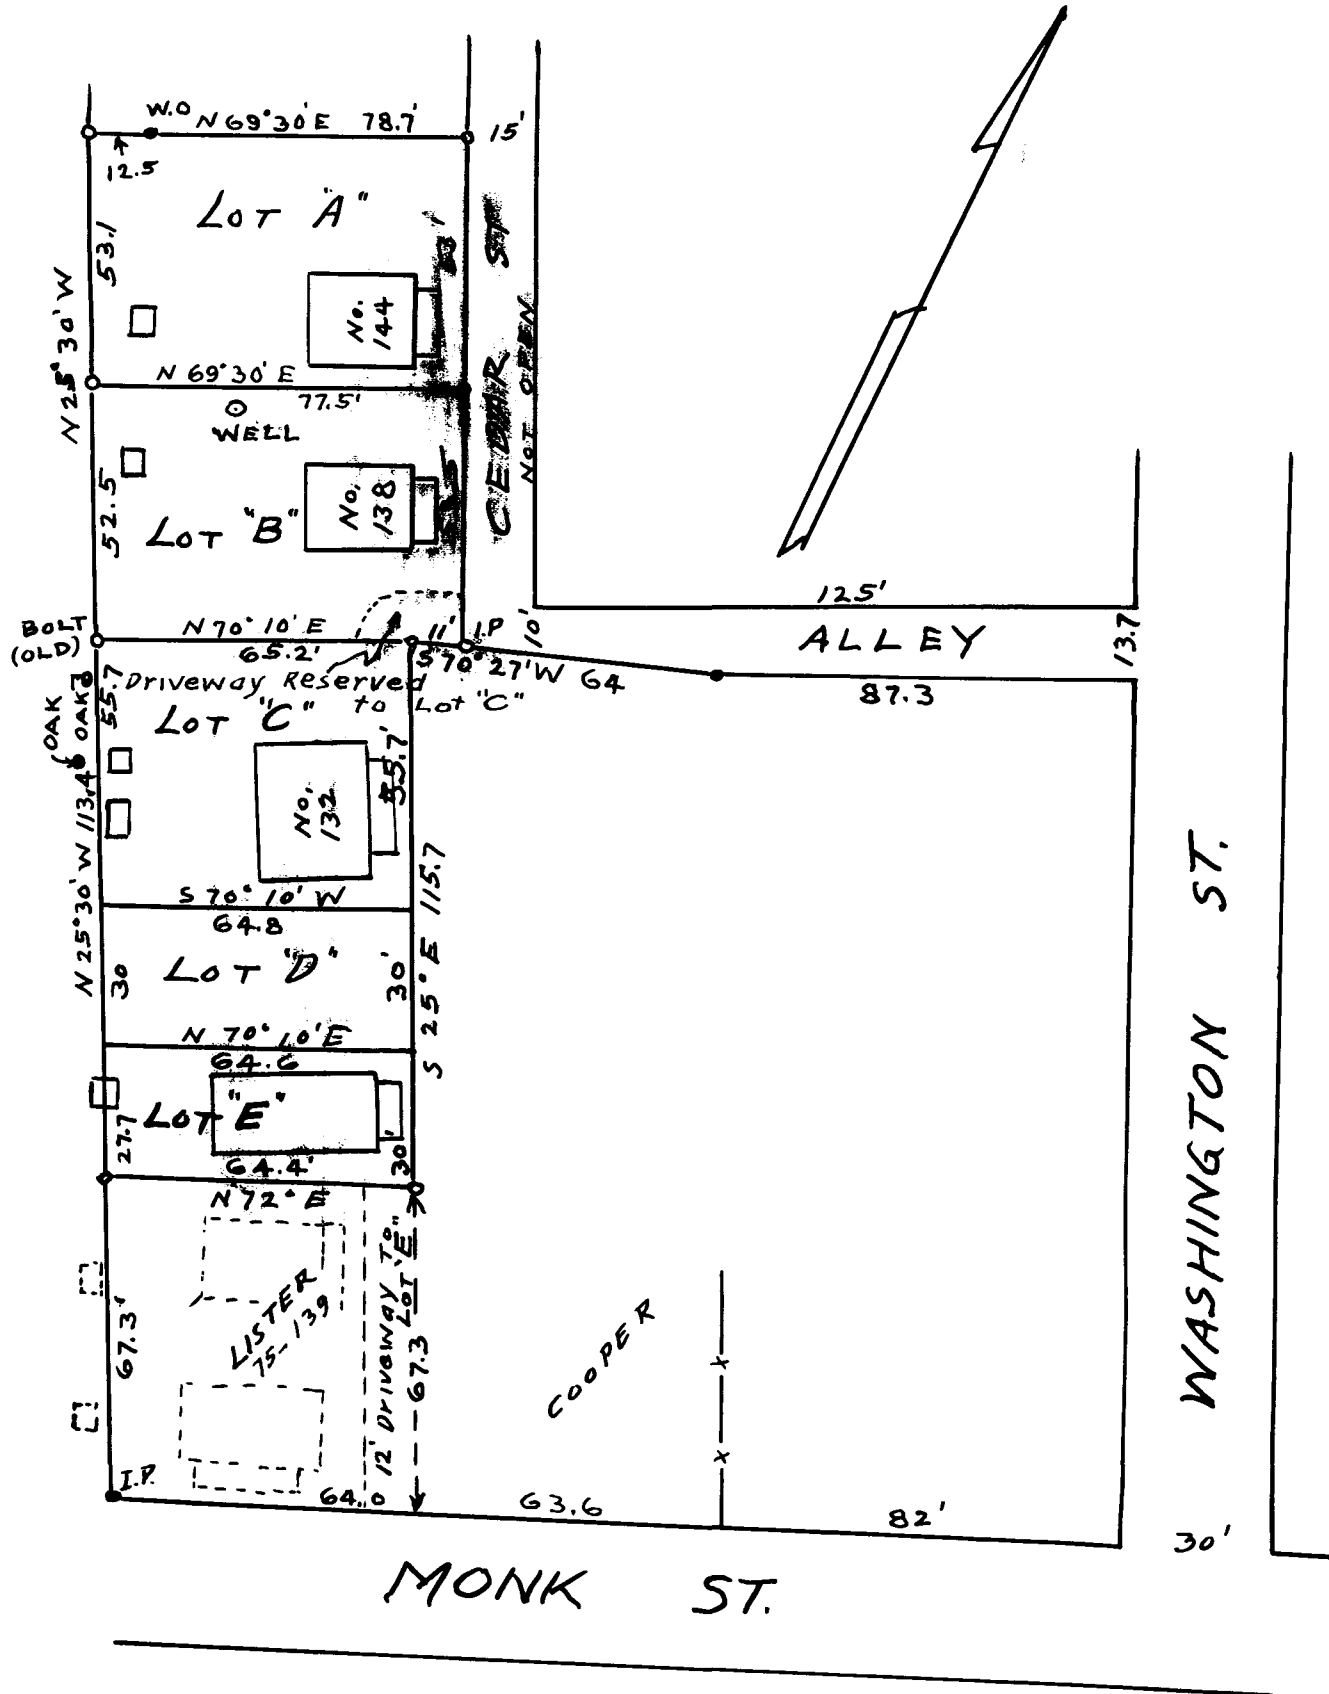 W.O
N 69°30' E 78.7'
15'
12.5
LOT "A"
53.1
N 25° 30' W
No.
144
CEDAR ST
NOT OPEN
N 69°30' E
77.5'
WELL
No.
138
52.5
LOT "B"
125'
ALLEY
10'
13.7
BOLT
(OLD)
N 70° 10' E
65.2'
11'
I.P
S 70° 27' W 64
87.3
Driveway Reserved
to Lot "C"
55.7
LOT "C"
OAK
OAK
55.7'
No.
132
N 25°30' W 113.4
S 25° E 115.7
S 70° 10' W
64.8
LOT "D"
30
30'
N 70° 10' E
64.6
LOT "E"
27.7
30'
64.4'
N 72° E
12' Driveway TO
LOT "E"
67.3
LISTER
75-139
67.3'
COOPER
WASHINGTON ST.
I.P.
64.0
63.6
82'
30'
MONK ST.